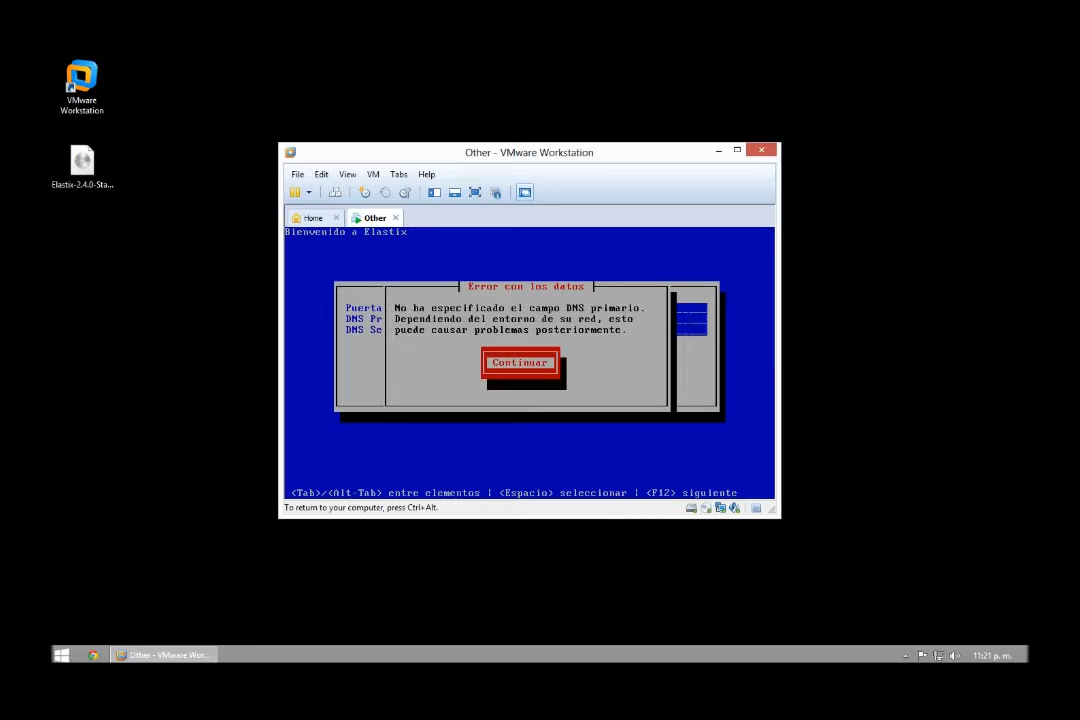 VMware
Workstation
Elastix-2.4.0-Sta...
Other - VMware Workstation
File Edit View VM Tabs Help
Home Other
Bienvenido a Elastix
Error con los datos
Puerta
DNS Pr
DNS Se
No ha especificado el campo DNS primario.
Dependiendo del entorno de su red, esto
puede causar problemas posteriormente.
Continuar
<Tab>/<Alt-Tab> entre elementos ¦ <Espacio> seleccionar ¦ <F12> siguiente
To return to your computer, press Ctrl+Alt.
Other - VMware Wor...
11:21 p. m.